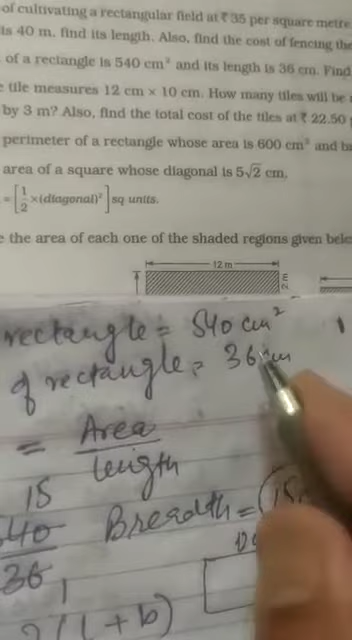 of cultivating a rectangular field at ₹ 35 per square metre
is 40 m, find its length. Also, find the cost of fencing the
of a rectangle is 540 cm² and its length is 36 cm. Find
tile measures 12 cm × 10 cm. How many tiles will be
by 3 m? Also, find the total cost of the tiles at ₹ 22.50
perimeter of a rectangle whose area is 600 cm² and
area of a square whose diagonal is 5√2 cm.
= [1/2 ×(diagonal)²] sq units.
the area of each one of the shaded regions given
12 m
2 m
rectangle = 540 cm²
of rectangle = 36 cm
= Area
length
15
540 Breadth = 15
36 1
2(l + b)